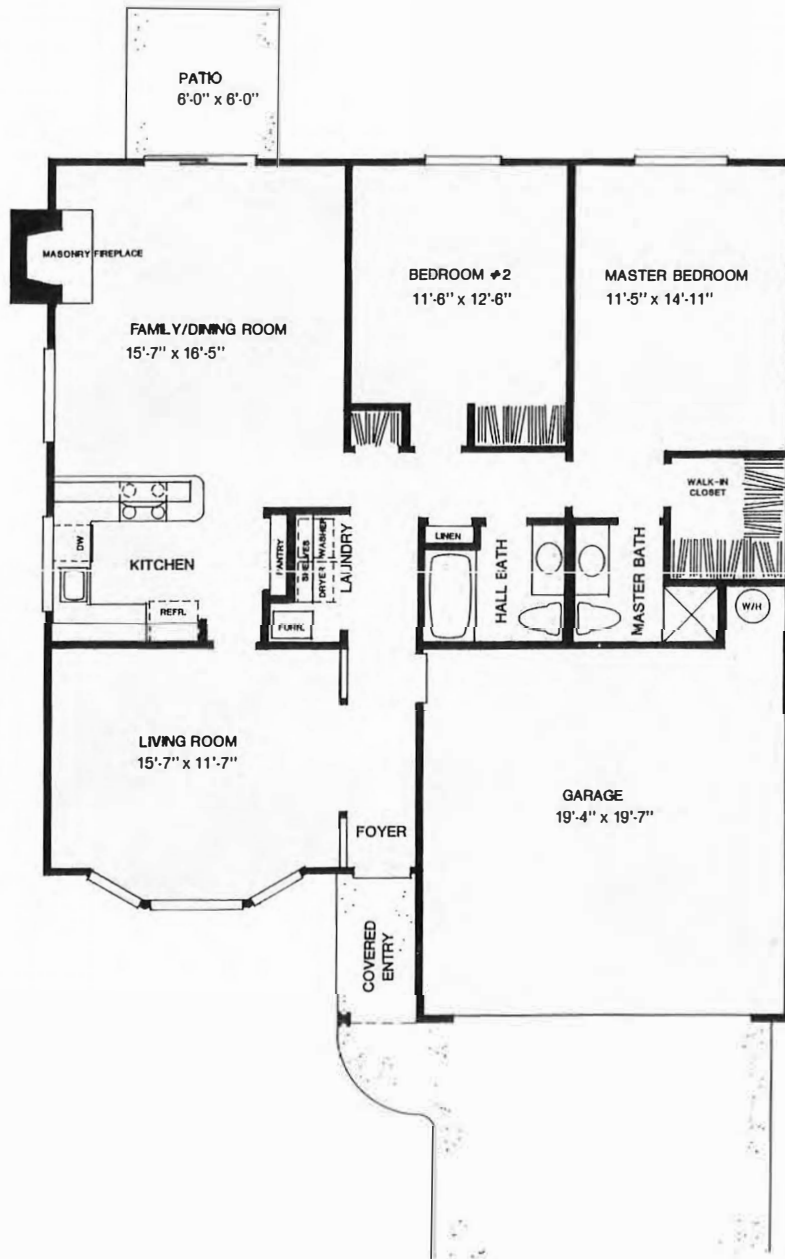 PATIO
6'-0" x 6'-0"
MASONRY FIREPLACE
BEDROOM #2
11'-6" x 12'-6"
MASTER BEDROOM
11'-5" x 14'-11"
FAMILY/DINING ROOM
15'-7" x 16'-5"
WALK-IN
CLOSET
DW
KITCHEN
REFR.
PANTRY
SHELVES
WASHER
DRYER
LAUNDRY
FURN.
LINEN
HALL BATH
MASTER BATH
W/H
LIVING ROOM
15'-7" x 11'-7"
FOYER
GARAGE
19'-4" x 19'-7"
COVERED
ENTRY